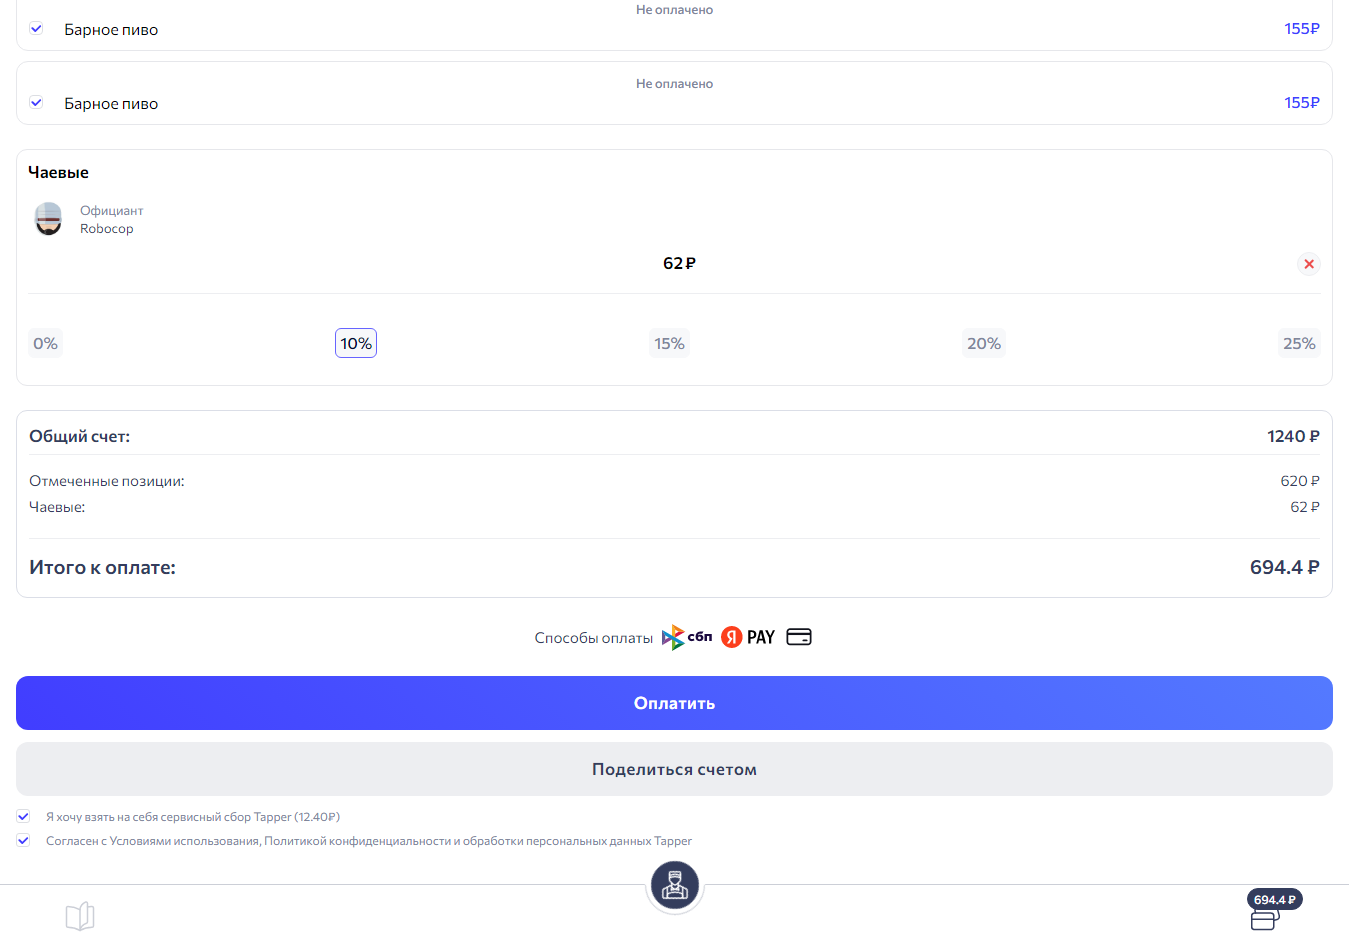 Не оплачено
Барное пиво 155₽
Не оплачено
Барное пиво 155₽
Чаевые
Официант
Robocop
62 ₽
0% 10% 15% 20% 25%
Общий счет: 1240 ₽
Отмеченные позиции: 620 ₽
Чаевые: 62 ₽
Итого к оплате: 694.4 ₽
Способы оплаты сбп Я PAY
Оплатить
Поделиться счетом
Я хочу взять на себя сервисный сбор Tapper (12.40₽)
Согласен с Условиями использования, Политикой конфиденциальности и обработки персональных данных Tapper
694.4 ₽